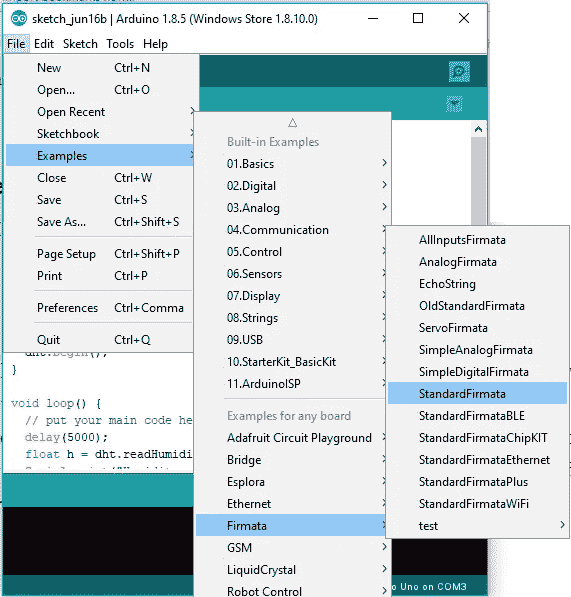 sketch_jun16b | Arduino 1.8.5 (Windows Store 1.8.10.0)
File Edit Sketch Tools Help
New Ctrl+N
Open... Ctrl+O
Open Recent
Sketchbook
Examples
Close Ctrl+W
Save Ctrl+S
Save As... Ctrl+Shift+S
Page Setup Ctrl+Shift+P
Print Ctrl+P
Preferences Ctrl+Comma
Quit Ctrl+Q
Built-in Examples
01.Basics
02.Digital
03.Analog
04.Communication
05.Control
06.Sensors
07.Display
08.Strings
09.USB
10.StarterKit_BasicKit
11.ArduinoISP
Examples for any board
Adafruit Circuit Playground
Bridge
Esplora
Ethernet
Firmata
GSM
LiquidCrystal
Robot Control
AllInputsFirmata
AnalogFirmata
EchoString
OldStandardFirmata
ServoFirmata
SimpleAnalogFirmata
SimpleDigitalFirmata
StandardFirmata
StandardFirmataBLE
StandardFirmataChipKIT
StandardFirmataEthernet
StandardFirmataPlus
StandardFirmataWiFi
test
dht.begin();
}
void loop() {
// put your main code he
delay(5000);
float h = dht.readHumidi
o Uno on COM3